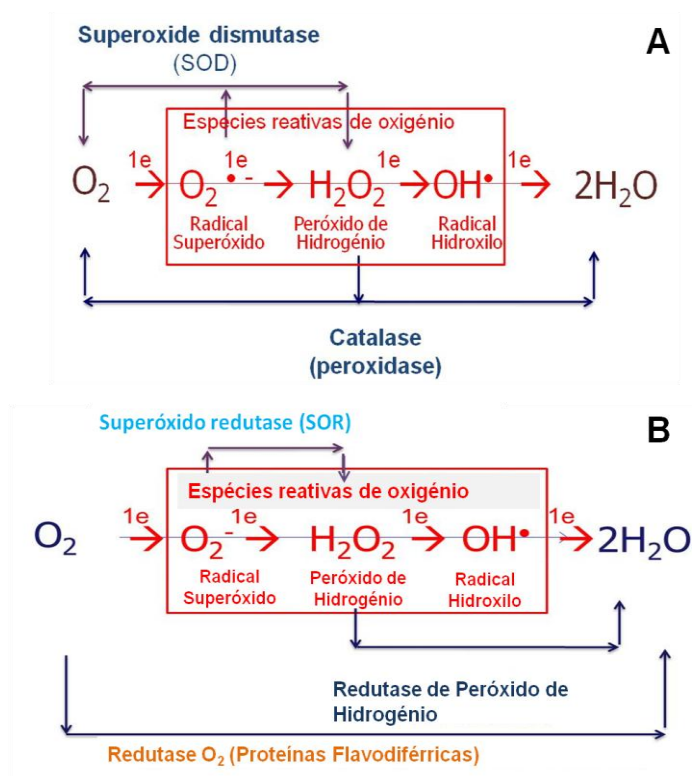 Superoxide dismutase
(SOD)
A
Espécies reativas de oxigénio
1e 1e 1e 1e
O₂ O₂•- H₂O₂ OH• 2H₂O
Radical Peróxido de Radical
Superóxido Hidrogénio Hidroxilo
Catalase
(peroxidase)
Superóxido redutase (SOR)
B
Espécies reativas de oxigénio
1e 1e 1e 1e
O₂ O₂- H₂O₂ OH• 2H₂O
Radical Peróxido de Radical
Superóxido Hidrogénio Hidroxilo
Redutase de Peróxido de
Hidrogénio
Redutase O₂ (Proteínas Flavodiférricas)